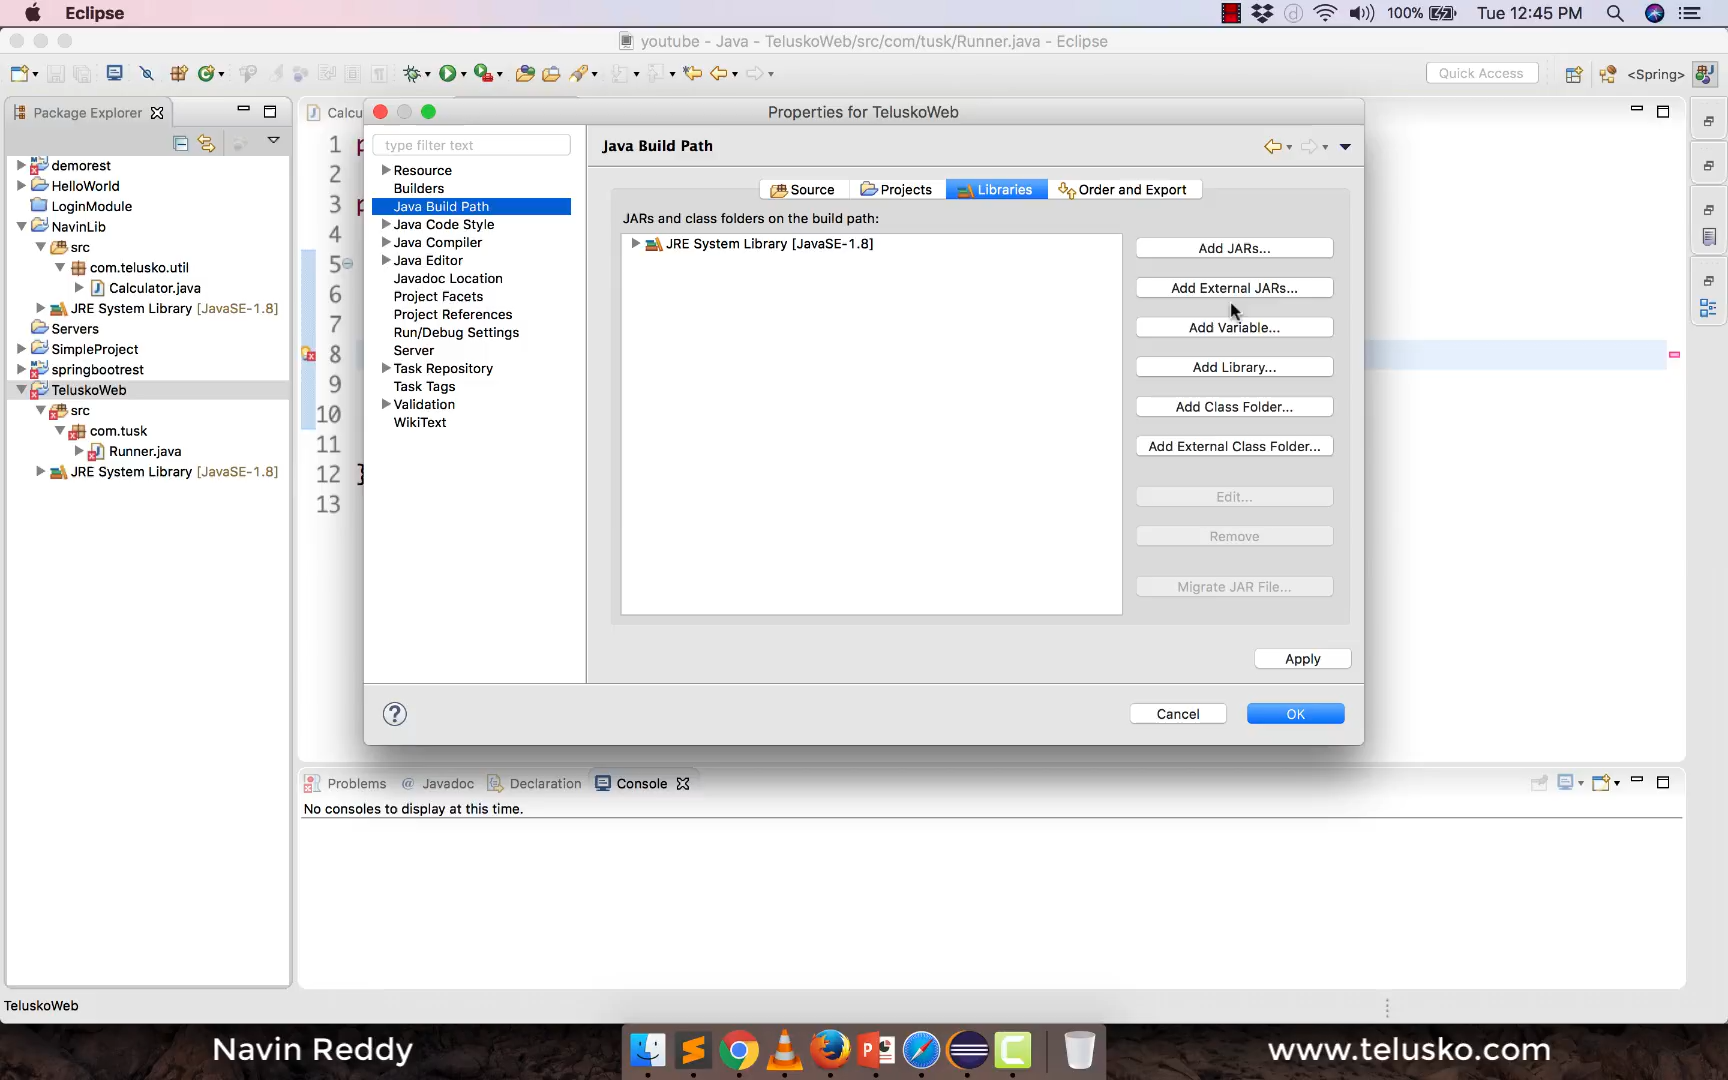 Eclipse
100%
Tue 12:45 PM
youtube - Java - TeluskoWeb/src/com/tusk/Runner.java - Eclipse
Quick Access
<Spring>
Package Explorer
demorest
HelloWorld
LoginModule
NavinLib
src
com.telusko.util
Calculator.java
JRE System Library [JavaSE-1.8]
Servers
SimpleProject
springbootrest
TeluskoWeb
src
com.tusk
Runner.java
JRE System Library [JavaSE-1.8]
Calcu
1
2
3
4
5
6
7
8
9
10
11
12 }
13
Properties for TeluskoWeb
type filter text
Resource
Builders
Java Build Path
Java Code Style
Java Compiler
Java Editor
Javadoc Location
Project Facets
Project References
Run/Debug Settings
Server
Task Repository
Task Tags
Validation
WikiText
Java Build Path
Source
Projects
Libraries
Order and Export
JARs and class folders on the build path:
JRE System Library [JavaSE-1.8]
Add JARs...
Add External JARs...
Add Variable...
Add Library...
Add Class Folder...
Add External Class Folder...
Edit...
Remove
Migrate JAR File...
Apply
?
Cancel
OK
Problems
@ Javadoc
Declaration
Console
No consoles to display at this time.
TeluskoWeb
Navin Reddy
www.telusko.com